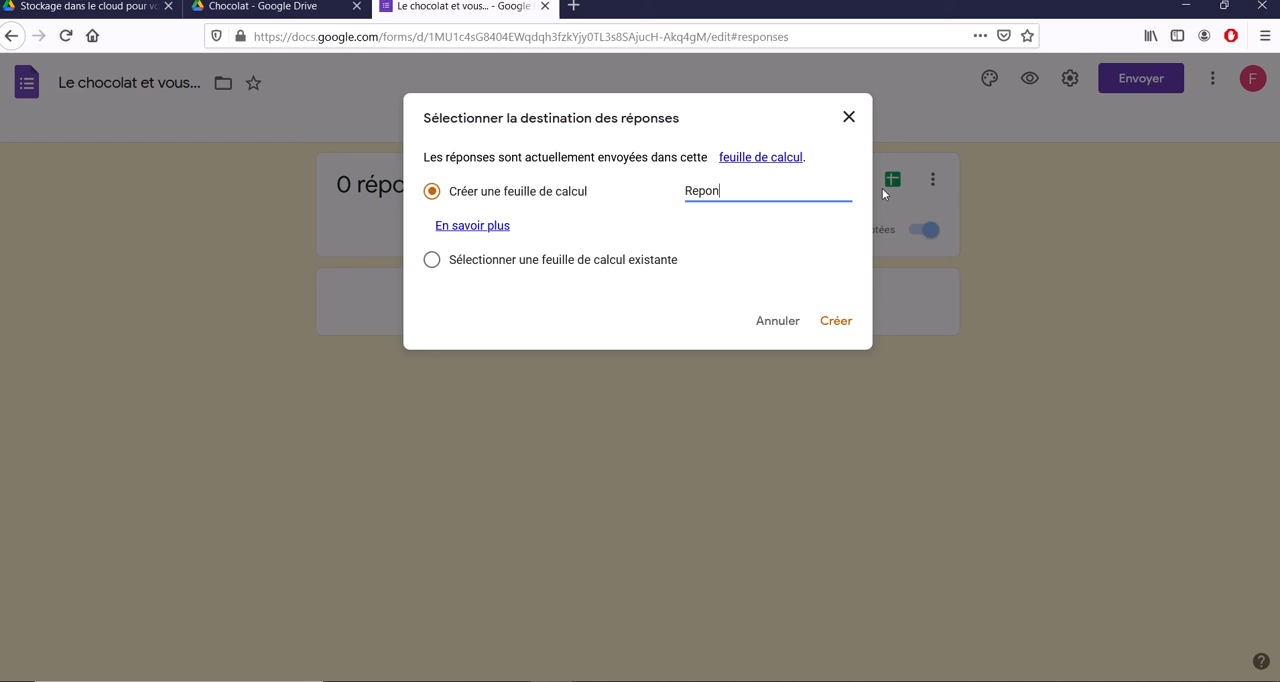 Stockage dans le cloud pour v
Chocolat - Google Drive
Le chocolat et vous... - Google
https://docs.google.com/forms/d/1MU1c4sG8404EWqdqh3fzkYjy0TL3s8SAjucH-Akq4gM/edit#responses
Le chocolat et vous...
Envoyer
F
Sélectionner la destination des réponses
Les réponses sont actuellement envoyées dans cette feuille de calcul.
0 répo
Créer une feuille de calcul
Repon
En savoir plus
ptées
Sélectionner une feuille de calcul existante
Annuler
Créer